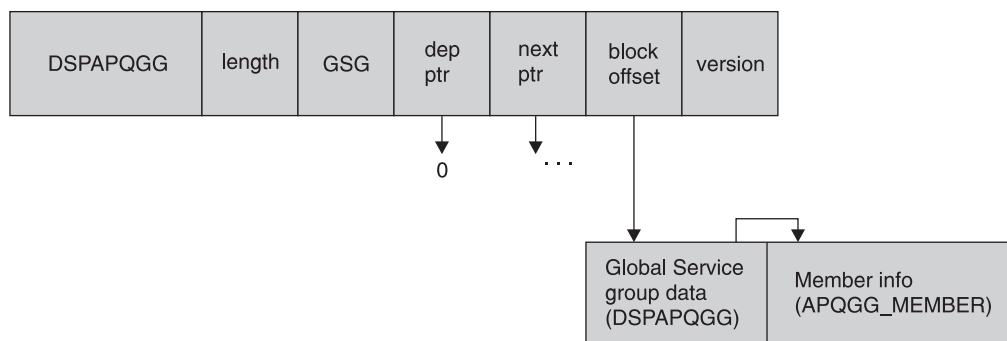 DSPAPQGG length GSG dep ptr next ptr block offset version
0 ...
Global Service group data (DSPAPQGG)
Member info (APQGG_MEMBER)